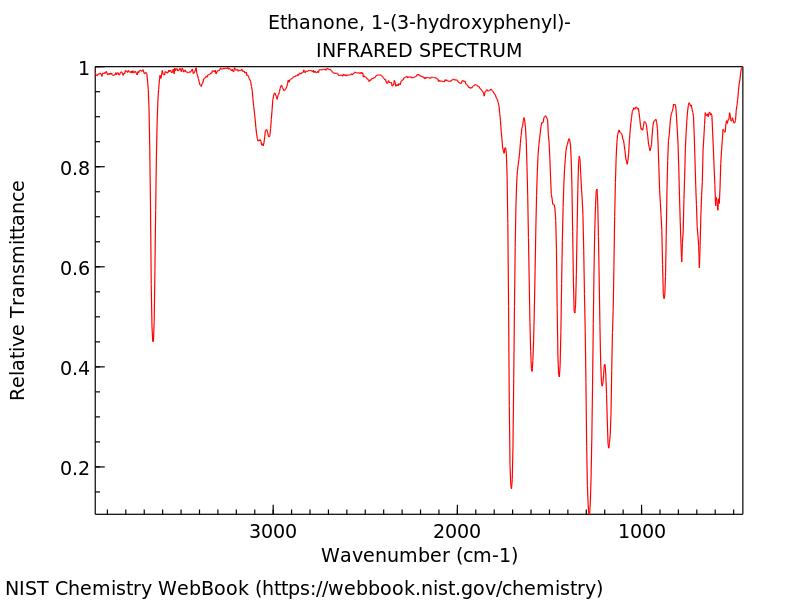 Ethanone, 1-(3-hydroxyphenyl)-
INFRARED SPECTRUM
1
0.8
0.6
0.4
0.2
Relative Transmittance
3000 2000 1000
Wavenumber (cm-1)
NIST Chemistry WebBook (https://webbook.nist.gov/chemistry)